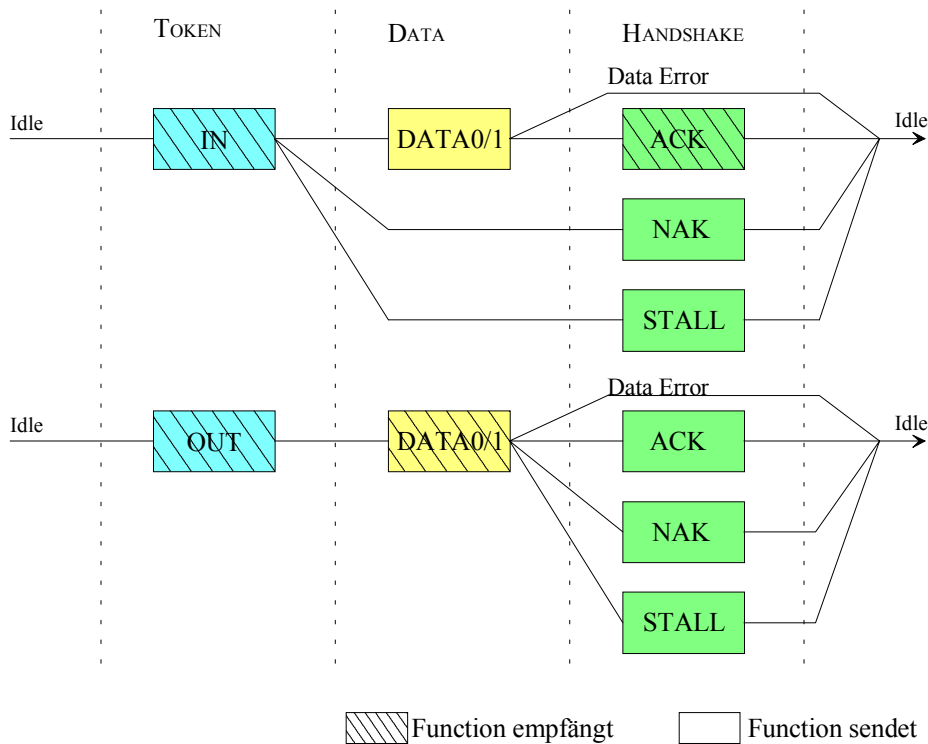 TOKEN DATA HANDSHAKE
Data Error
Idle IN DATA0/1 ACK Idle
NAK
STALL
Data Error
Idle OUT DATA0/1 ACK Idle
NAK
STALL
Function empfängt Function sendet